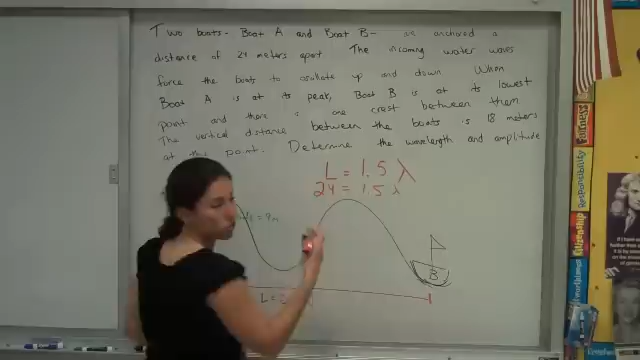 Two boats - Boat A and Boat B - are anchored a
distance of 24 meters apart The incoming water waves
force the boats to oscillate up and down When
Boat A is at its peak, Boat B is at its lowest
point and there is one crest between them
The vertical distance between the boats is 18 meters
at this point. Determine the wavelength and amplitude
L = 1.5 λ
24 = 1.5 λ
B
L =
Fairness
Citizenship